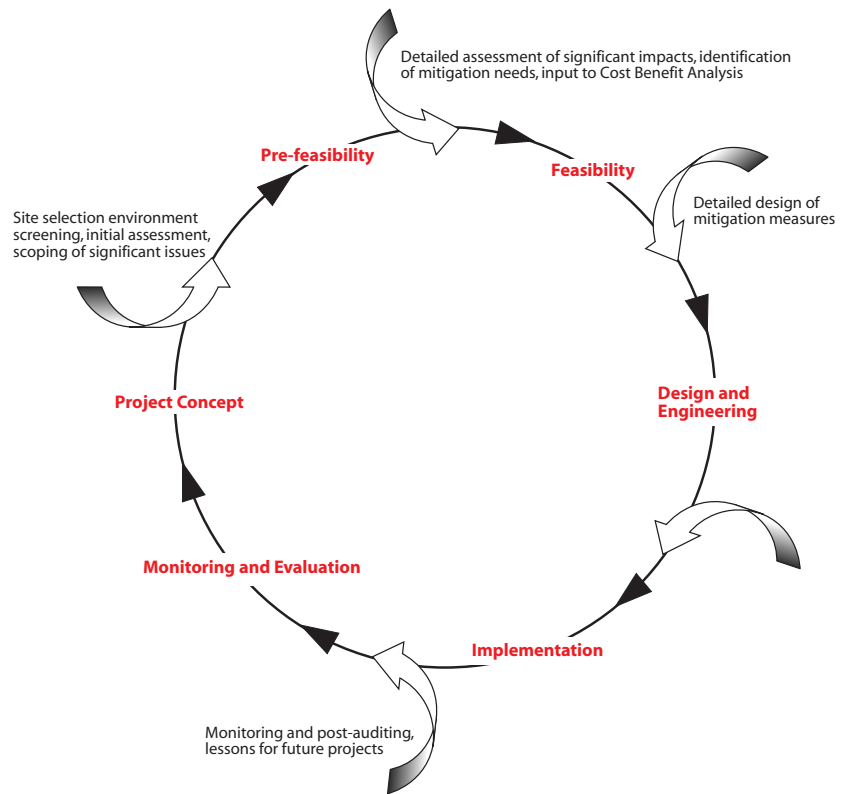 Detailed assessment of significant impacts, identification
of mitigation needs, input to Cost Benefit Analysis
Pre-feasibility
Feasibility
Detailed design of
mitigation measures
Site selection environment
screening, initial assessment,
scoping of significant issues
Design and
Engineering
Project Concept
Monitoring and Evaluation
Implementation
Monitoring and post-auditing,
lessons for future projects